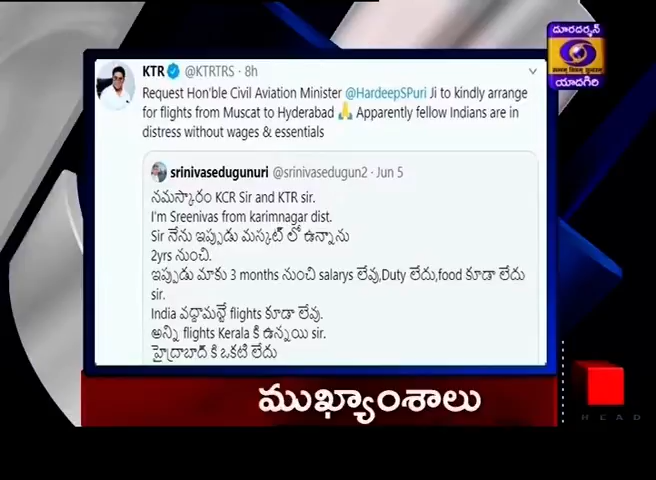 దూరదర్శన్
యాదగిరి
KTR @KTRTRS · 8h
Request Hon'ble Civil Aviation Minister @HardeepSPuri Ji to kindly arrange
for flights from Muscat to Hyderabad 🙏 Apparently fellow Indians are in
distress without wages & essentials
srinivasedugunuri @srinivasedugun2 · Jun 5
నమస్కారం KCR Sir and KTR sir.
I'm Sreenivas from karimnagar dist.
Sir నేను ఇప్పుడు మస్కట్ లో ఉన్నాను
2yrs నుంచి.
ఇప్పుడు మాకు 3 months నుంచి salarys లేవు,Duty లేదు,food కూడా లేదు
sir.
India వద్దామన్టే flights కూడా లేవు.
అన్ని flights Kerala కి ఉన్నయి sir.
హైద్రాబాద్ కి ఒకటి లేదు
ముఖ్యాంశాలు
HEAD